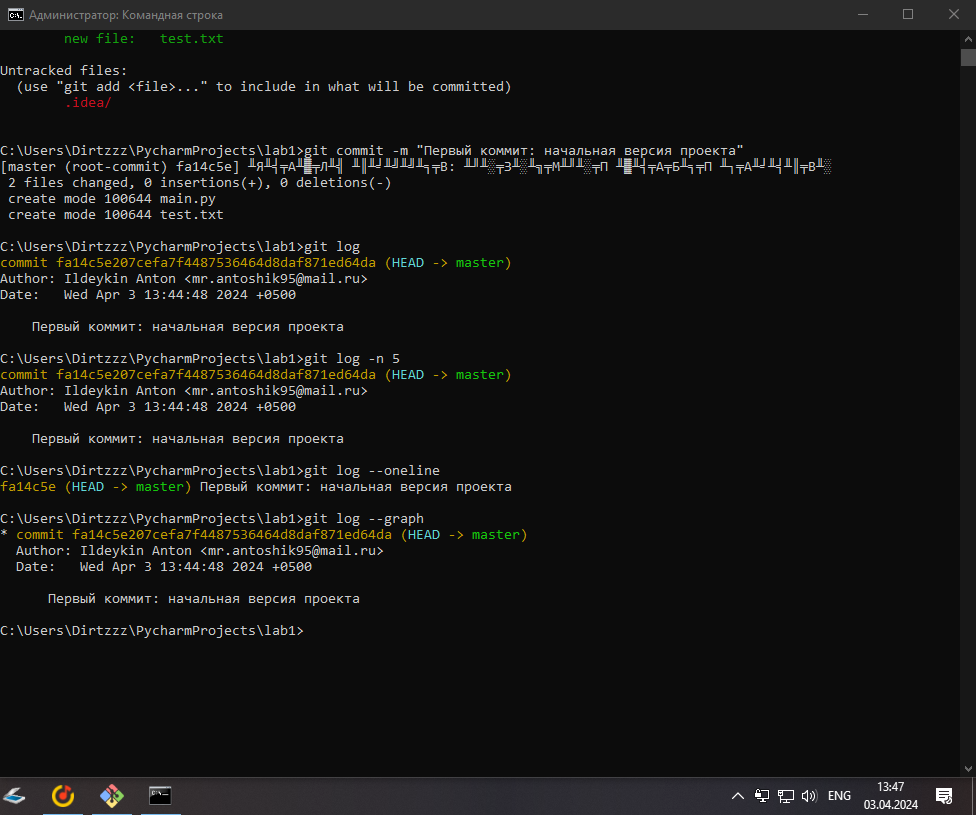 Администратор: Командная строка
new file:   test.txt
Untracked files:
(use "git add <file>..." to include in what will be committed)
.idea/
C:\Users\Dirtzzz\PycharmProjects\lab1>git commit -m "Первый коммит: начальная версия проекта"
[master (root-commit) fa14c5e]
2 files changed, 0 insertions(+), 0 deletions(-)
create mode 100644 main.py
create mode 100644 test.txt
C:\Users\Dirtzzz\PycharmProjects\lab1>git log
commit fa14c5e207cefa7f4487536464d8daf871ed64da (HEAD -> master)
Author: Ildeykin Anton <mr.antoshik95@mail.ru>
Date:   Wed Apr 3 13:44:48 2024 +0500
Первый коммит: начальная версия проекта
C:\Users\Dirtzzz\PycharmProjects\lab1>git log -n 5
commit fa14c5e207cefa7f4487536464d8daf871ed64da (HEAD -> master)
Author: Ildeykin Anton <mr.antoshik95@mail.ru>
Date:   Wed Apr 3 13:44:48 2024 +0500
Первый коммит: начальная версия проекта
C:\Users\Dirtzzz\PycharmProjects\lab1>git log --oneline
fa14c5e (HEAD -> master) Первый коммит: начальная версия проекта
C:\Users\Dirtzzz\PycharmProjects\lab1>git log --graph
* commit fa14c5e207cefa7f4487536464d8daf871ed64da (HEAD -> master)
Author: Ildeykin Anton <mr.antoshik95@mail.ru>
Date:   Wed Apr 3 13:44:48 2024 +0500
Первый коммит: начальная версия проекта
C:\Users\Dirtzzz\PycharmProjects\lab1>
ENG
13:47
03.04.2024